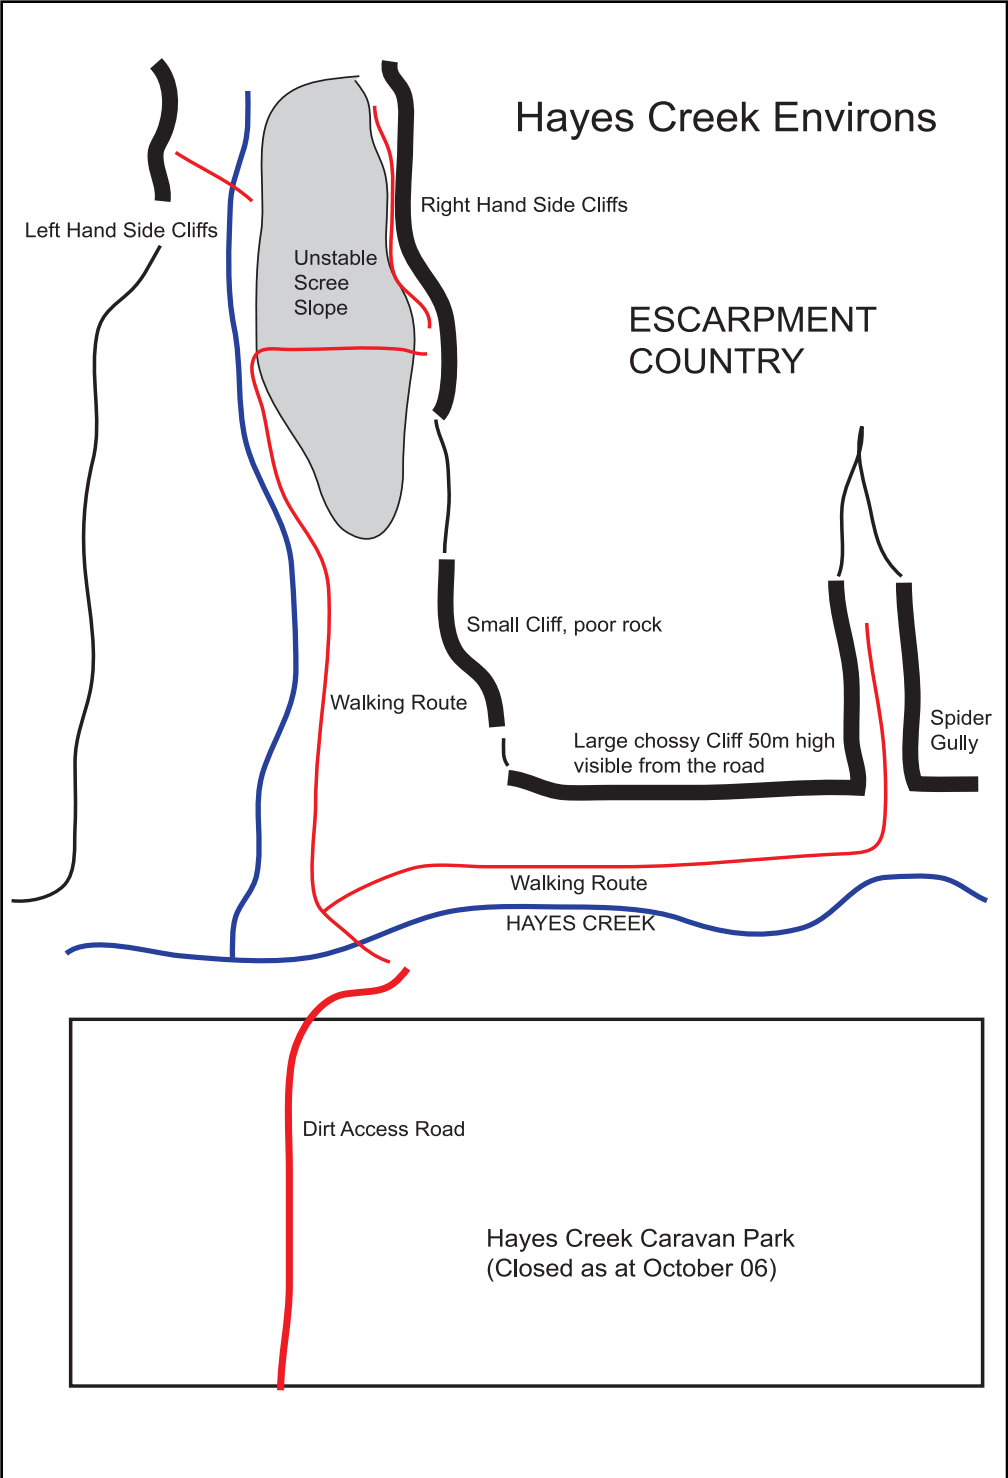 Hayes Creek Environs
Right Hand Side Cliffs
Left Hand Side Cliffs
Unstable
Scree
Slope
ESCARPMENT
COUNTRY
Small Cliff, poor rock
Walking Route
Spider
Gully
Large chossy Cliff 50m high
visible from the road
Walking Route
HAYES CREEK
Dirt Access Road
Hayes Creek Caravan Park
(Closed as at October 06)